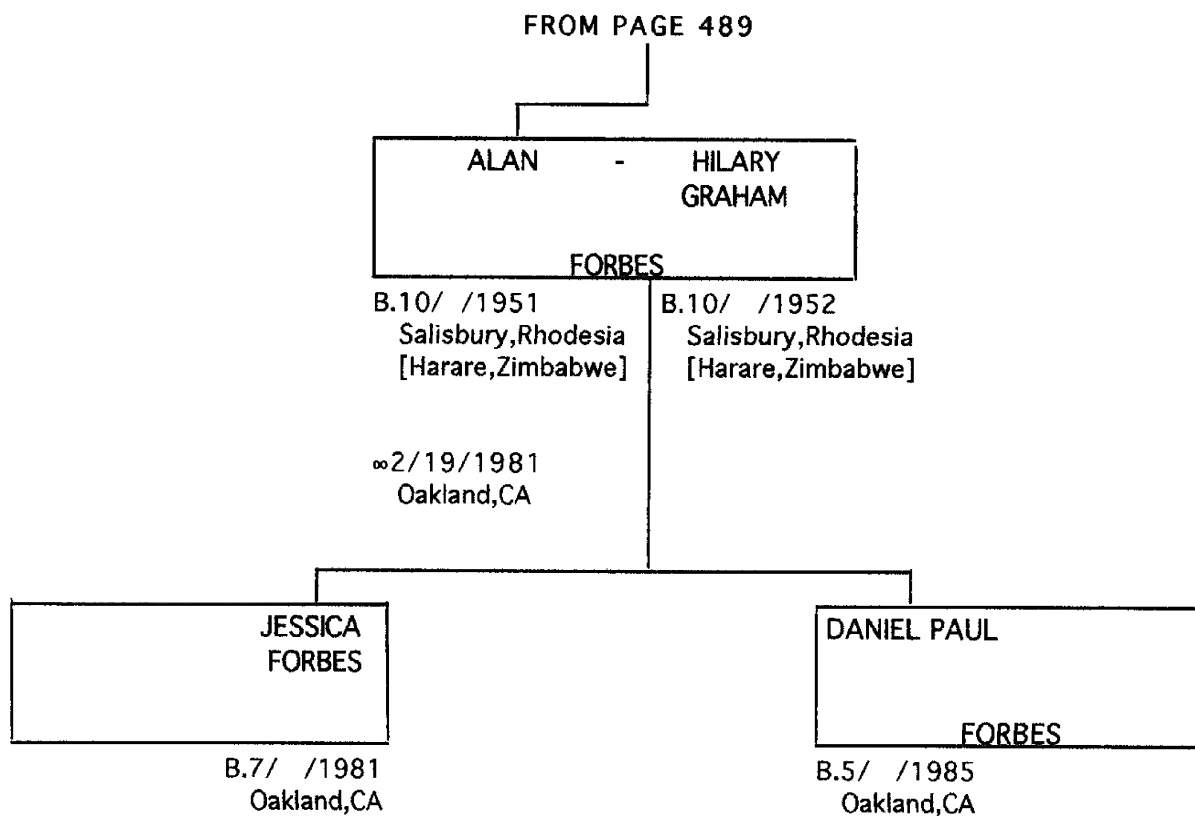 FROM PAGE 489
ALAN - HILARY
GRAHAM
FORBES
B.10/ /1951 B.10/ /1952
Salisbury,Rhodesia Salisbury,Rhodesia
[Harare,Zimbabwe] [Harare,Zimbabwe]
∞2/19/1981
Oakland,CA
JESSICA DANIEL PAUL
FORBES
FORBES
B.7/ /1981 B.5/ /1985
Oakland,CA Oakland,CA